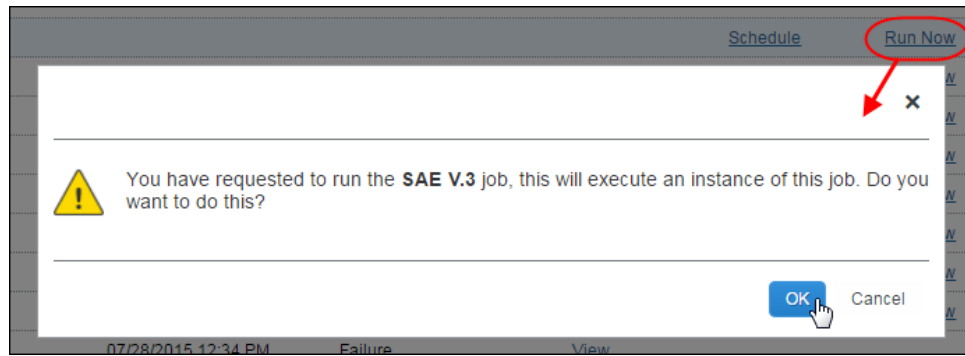 Schedule Run Now
×
You have requested to run the SAE V.3 job, this will execute an instance of this job. Do you
want to do this?
OK Cancel
07/28/2015 12:34 PM Failure View